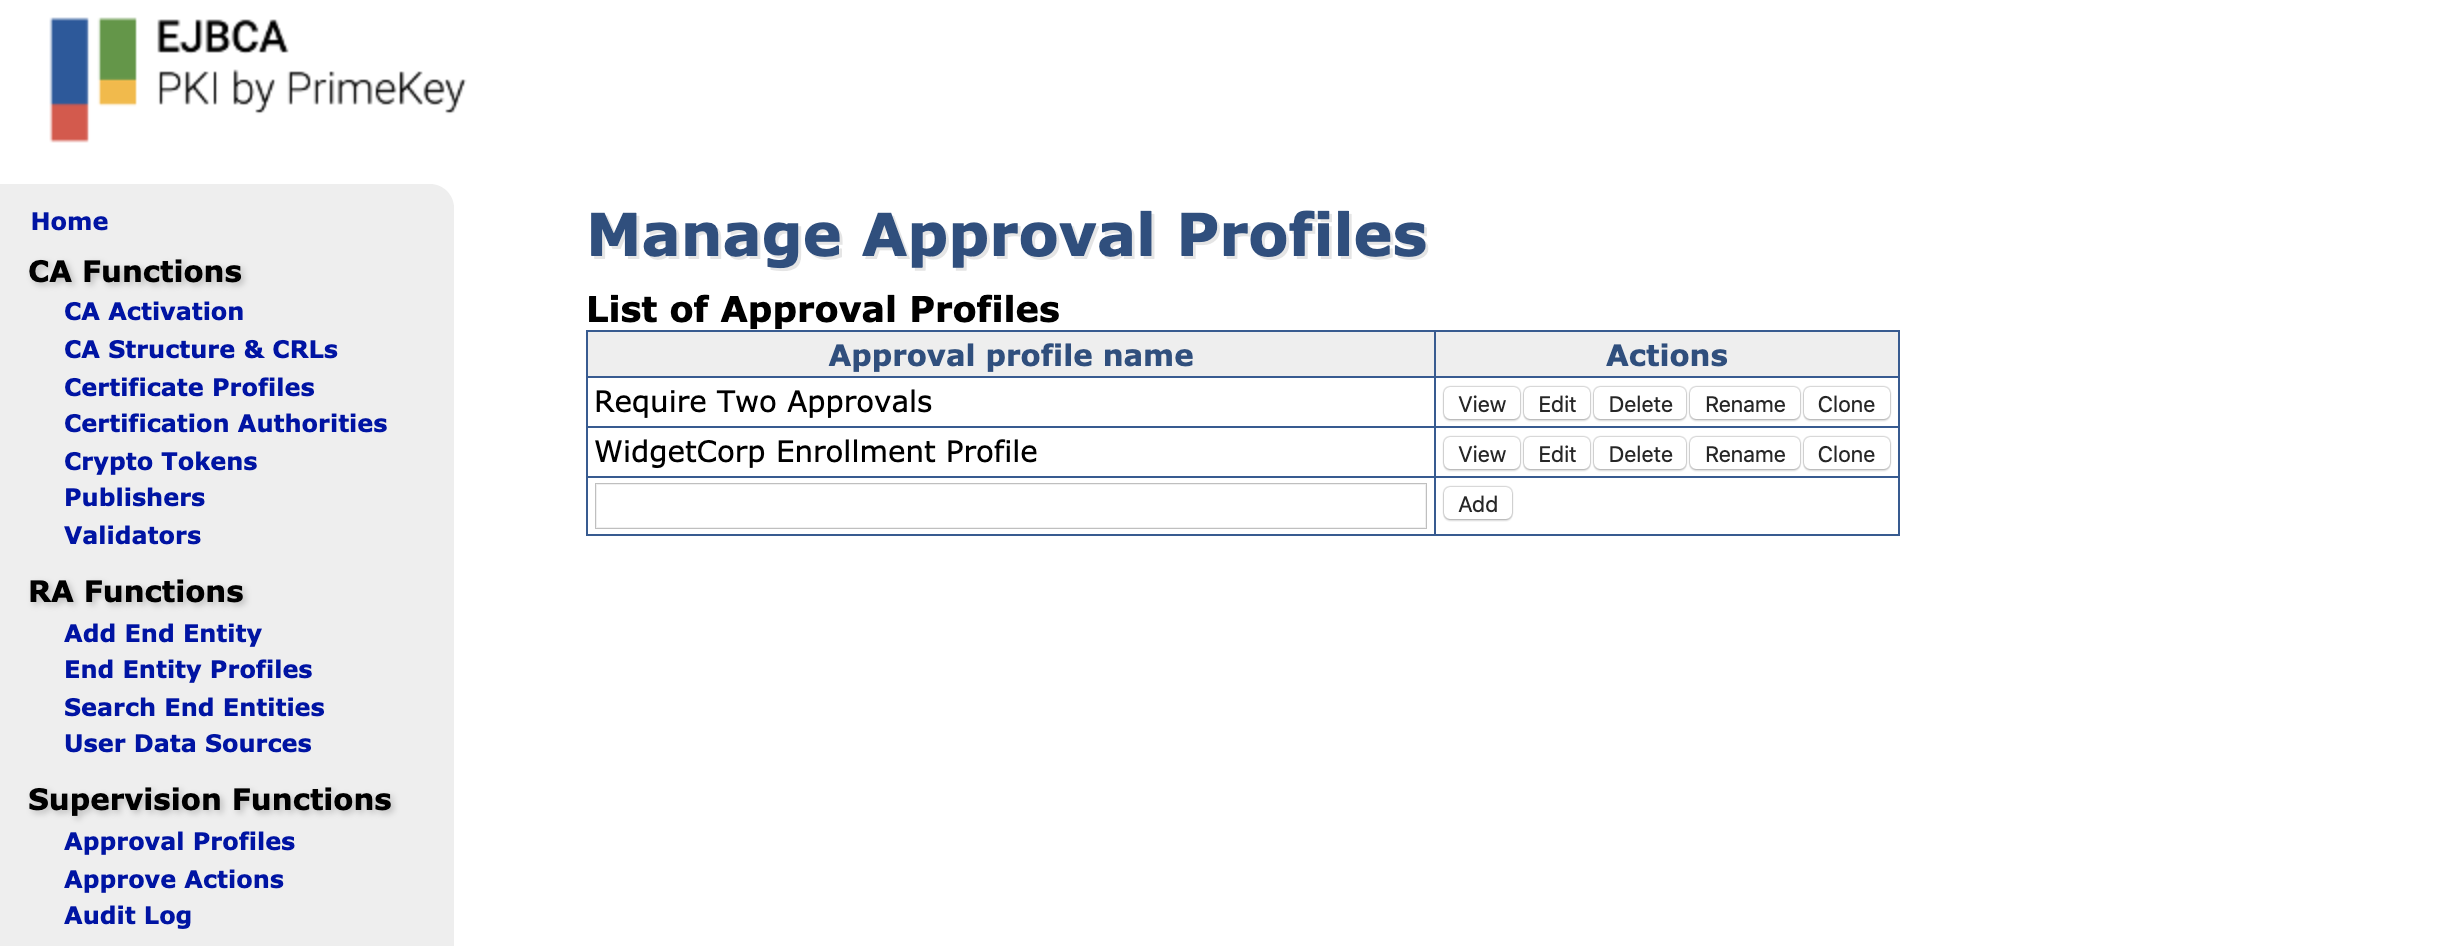 EJBCA
PKI by PrimeKey
Home
CA Functions
CA Activation
CA Structure & CRLs
Certificate Profiles
Certification Authorities
Crypto Tokens
Publishers
Validators
RA Functions
Add End Entity
End Entity Profiles
Search End Entities
User Data Sources
Supervision Functions
Approval Profiles
Approve Actions
Audit Log
Manage Approval Profiles
List of Approval Profiles
Approval profile name Actions
Require Two Approvals View Edit Delete Rename Clone
WidgetCorp Enrollment Profile View Edit Delete Rename Clone
Add